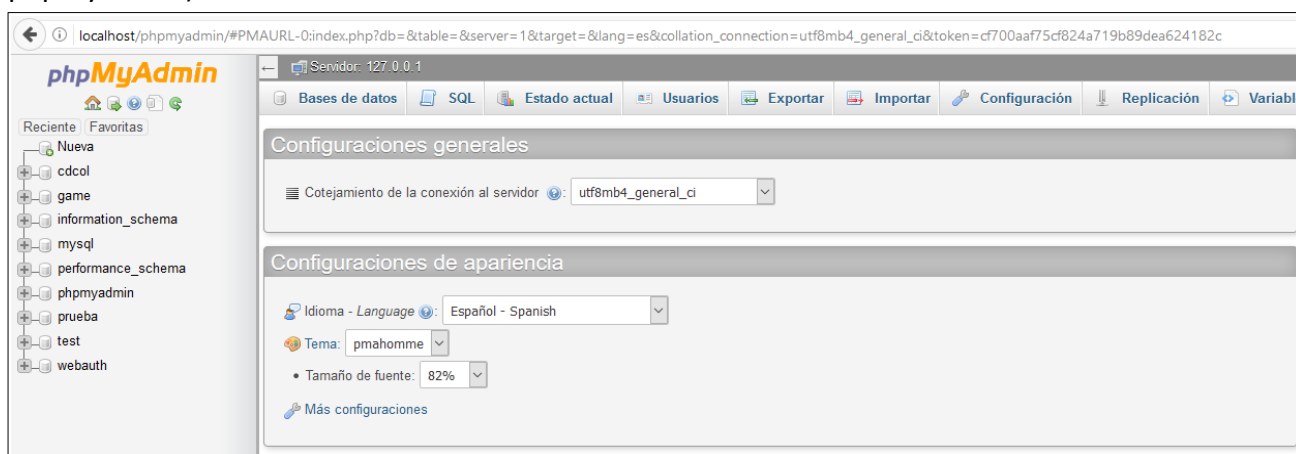 localhost/phpmyadmin/#PMAURL-0:index.php?db=&table=&server=1&target=&lang=es&collation_connection=utf8mb4_general_ci&token=cf700aaf75cf824a719b89dea624182c
phpMyAdmin
Reciente Favoritas
Nueva
cdcol
game
information_schema
mysql
performance_schema
phpmyadmin
prueba
test
webauth
Servidor: 127.0.0.1
Bases de datos SQL Estado actual Usuarios Exportar Importar Configuración Replicación Variabl
Configuraciones generales
Cotejamiento de la conexión al servidor : utf8mb4_general_ci
Configuraciones de apariencia
Idioma - Language : Español - Spanish
Tema: pmahomme
• Tamaño de fuente: 82%
Más configuraciones